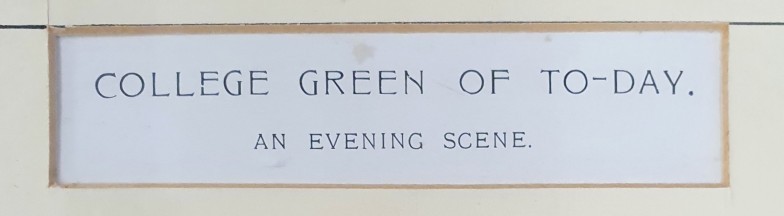 COLLEGE GREEN OF TO-DAY.
AN EVENING SCENE.